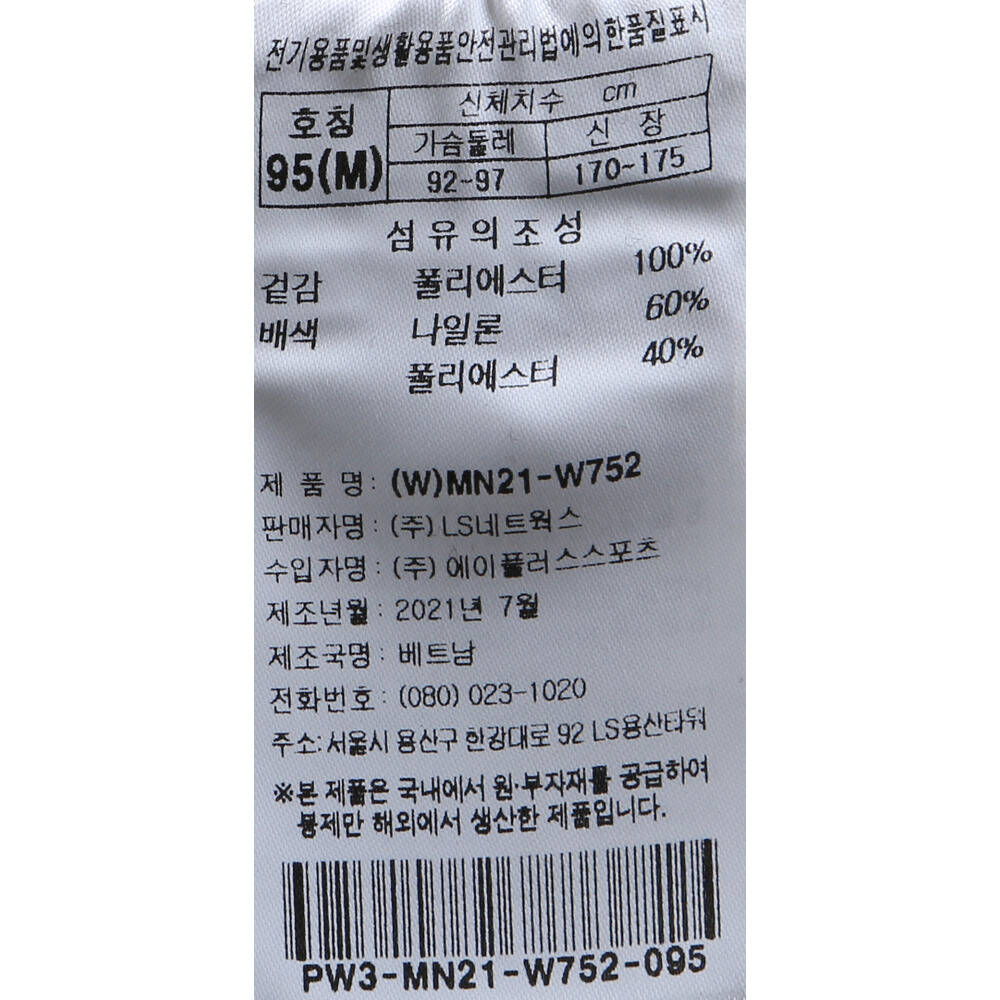 전기용품및생활용품안전관리법에의한품질표시
호칭 신체치수 cm
95(M) 가슴둘레 신 장
92~97 170~175
섬유의조성
겉감 폴리에스터 100%
배색 나일론 60%
폴리에스터 40%
제 품 명: (W)MN21-W752
판매자명: (주)LS네트웍스
수입자명: (주)에이플러스스포츠
제조년월: 2021년 7월
제조국명: 베트남
전화번호: (080) 023-1020
주소:서울시 용산구 한강대로 92 LS용산타워
※본 제품은 국내에서 원·부자재를 공급하여
봉제만 해외에서 생산한 제품입니다.
PW3-MN21-W752-095